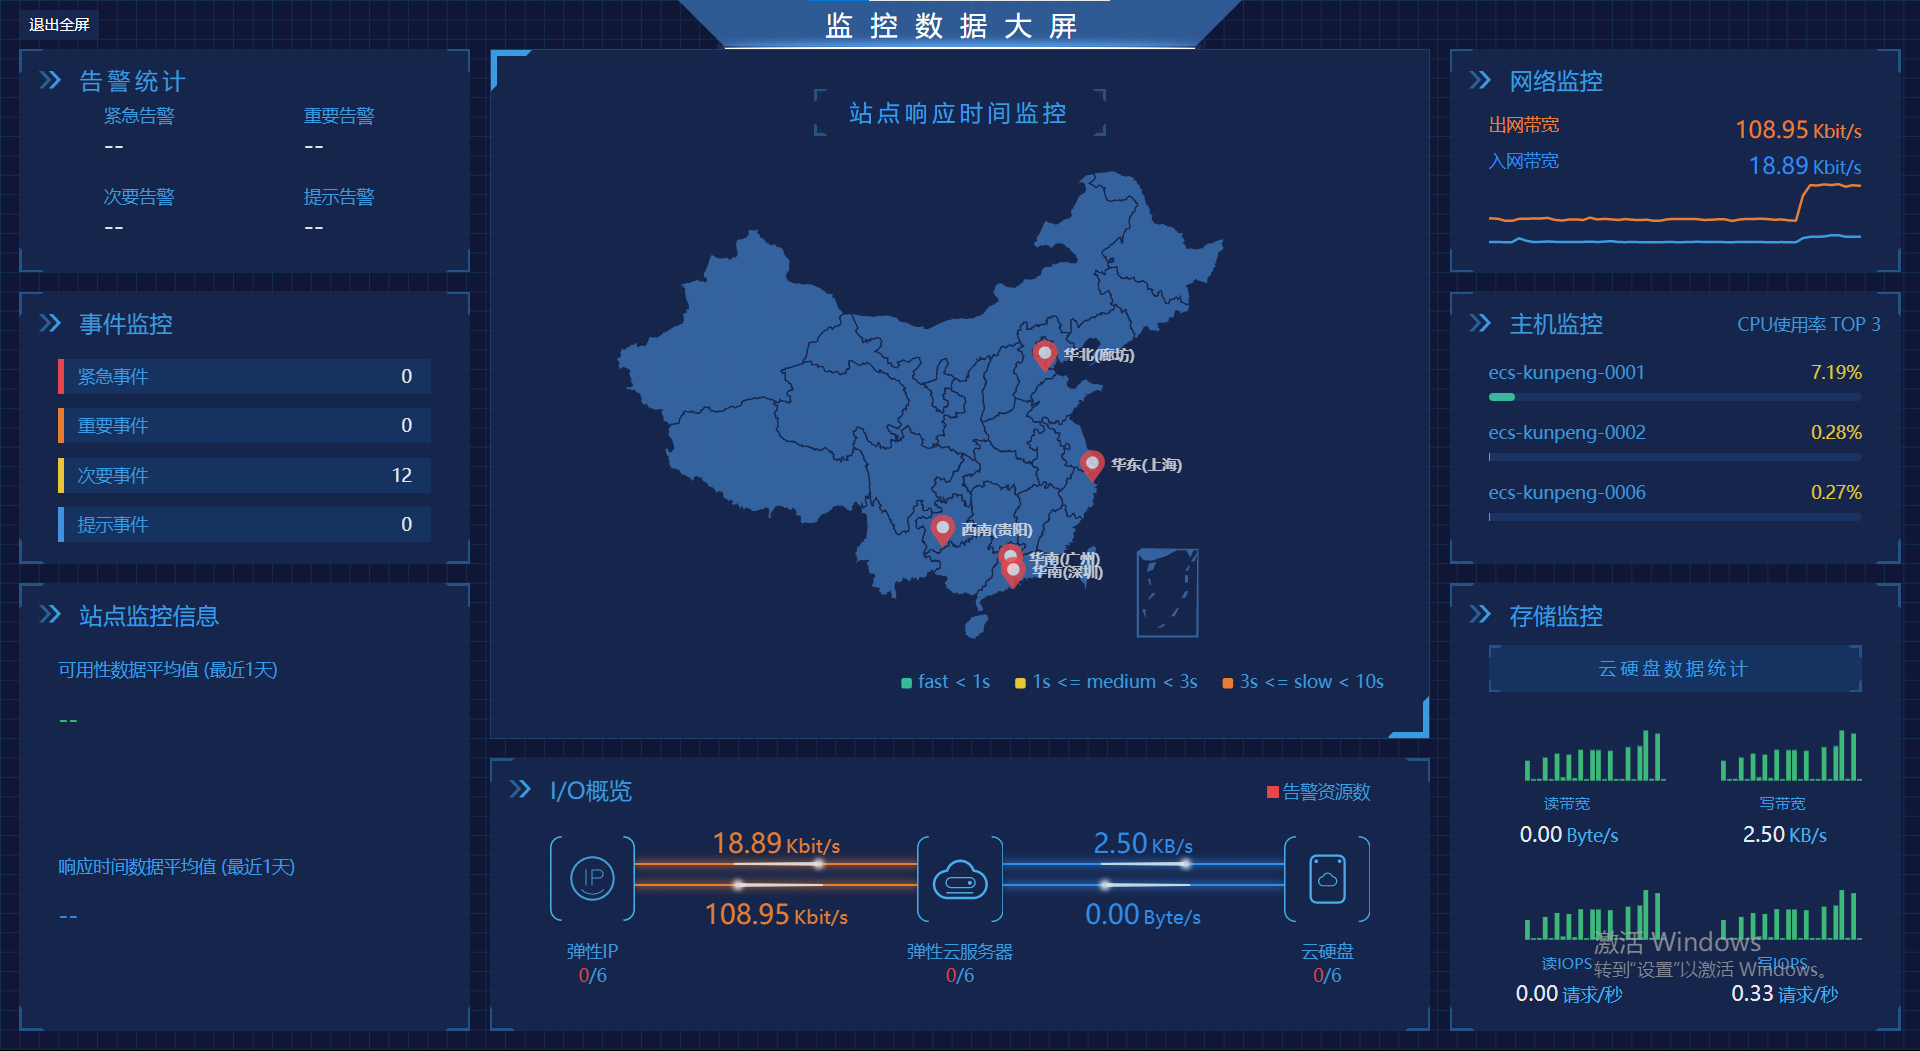 退出全屏
监控数据大屏
告警统计
紧急告警
重要告警
--
--
次要告警
提示告警
--
--
事件监控
紧急事件 0
重要事件 0
次要事件 12
提示事件 0
站点监控信息
可用性数据平均值 (最近1天)
--
响应时间数据平均值 (最近1天)
--
站点响应时间监控
华北(廊坊)
华东(上海)
西南(贵阳)
华南(广州)
华南(深圳)
fast < 1s
1s <= medium < 3s
3s <= slow < 10s
I/O概览
告警资源数
18.89 Kbit/s
2.50 KB/s
IP
108.95 Kbit/s
0.00 Byte/s
弹性IP
弹性云服务器
云硬盘
0/6
0/6
0/6
网络监控
出网带宽 108.95 Kbit/s
入网带宽 18.89 Kbit/s
主机监控
CPU使用率 TOP 3
ecs-kunpeng-0001 7.19%
ecs-kunpeng-0002 0.28%
ecs-kunpeng-0006 0.27%
存储监控
云硬盘数据统计
读带宽
写带宽
0.00 Byte/s
1.50 KB/s
读IOPS
写IOPS
0.00 请求/秒
0.33 请求/秒
激活 Windows
转到“设置”以激活 Windows。